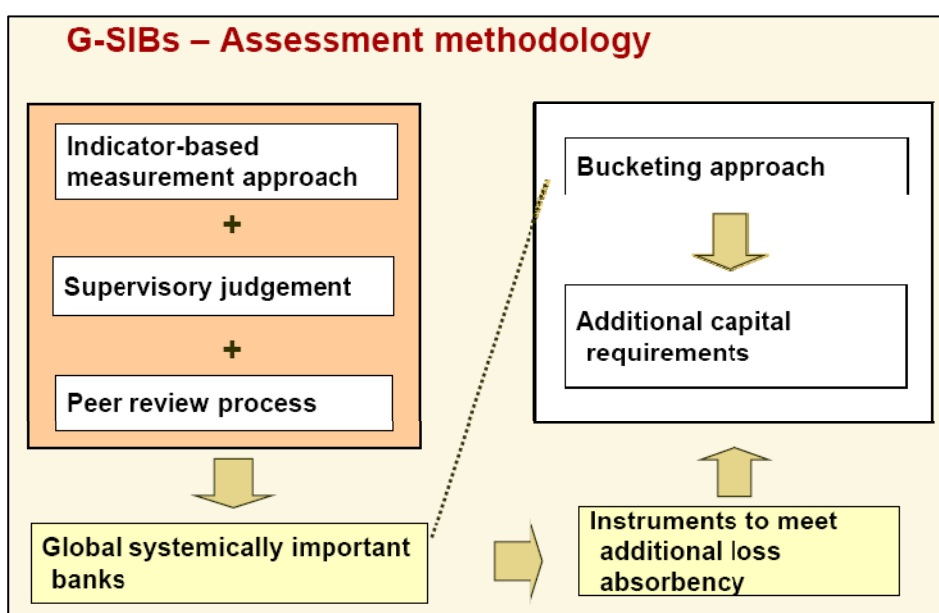 G-SIBs – Assessment methodology
Indicator-based
measurement approach
+
Supervisory judgement
+
Peer review process
Global systemically important
banks
Bucketing approach
Additional capital
requirements
Instruments to meet
additional loss
absorbency